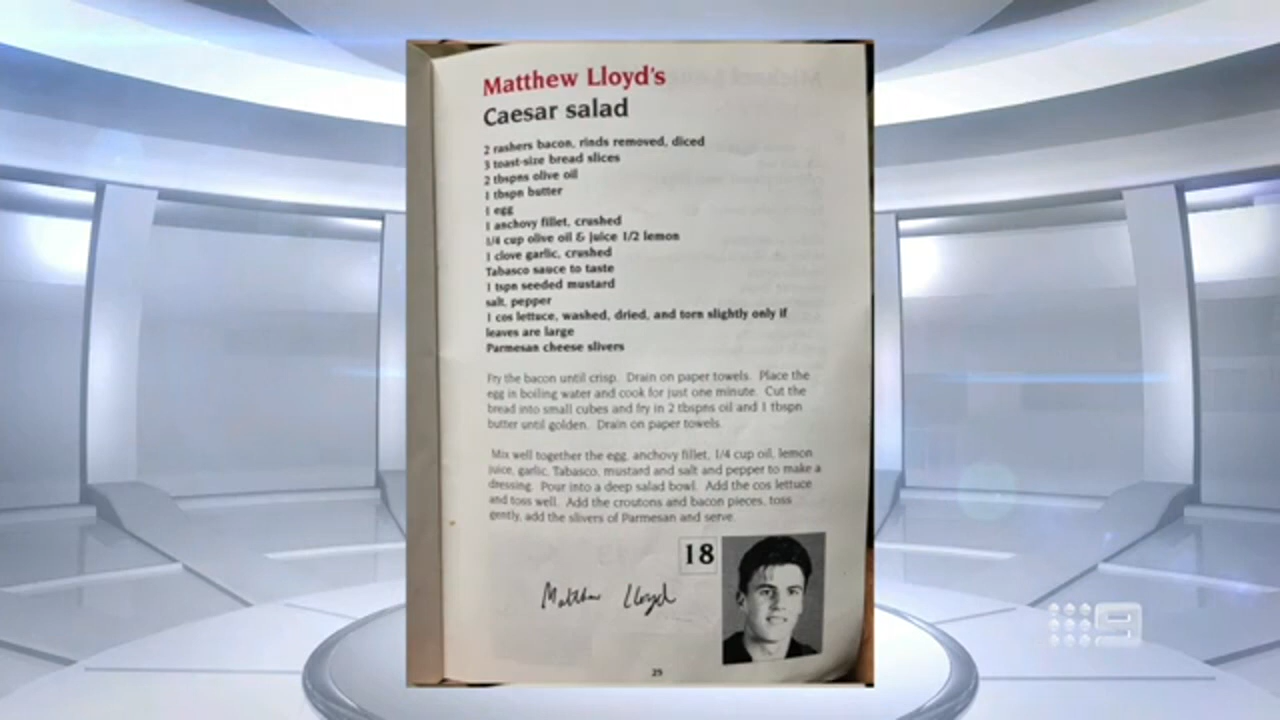 Matthew Lloyd's
Caesar salad
2 rashers bacon, rinds removed, diced
3 toast-size bread slices
2 tbspns olive oil
1 tbspn butter
1 egg
1 anchovy fillet, crushed
1/4 cup olive oil & juice 1/2 lemon
1 clove garlic, crushed
Tabasco sauce to taste
1 tspn seeded mustard
salt, pepper
1 cos lettuce, washed, dried, and torn slightly only if
leaves are large
Parmesan cheese slivers
Fry the bacon until crisp. Drain on paper towels. Place the
egg in boiling water and cook for just one minute. Cut the
bread into small cubes and fry in 2 tbspns oil and 1 tbspn
butter until golden. Drain on paper towels.
Mix well together the egg, anchovy fillet, 1/4 cup oil, lemon
juice, garlic, Tabasco, mustard and salt and pepper to make a
dressing. Pour into a deep salad bowl. Add the cos lettuce
and toss well. Add the croutons and bacon pieces, toss
gently, add the slivers of Parmesan and serve.
18
Matthew Lloyd
25
9